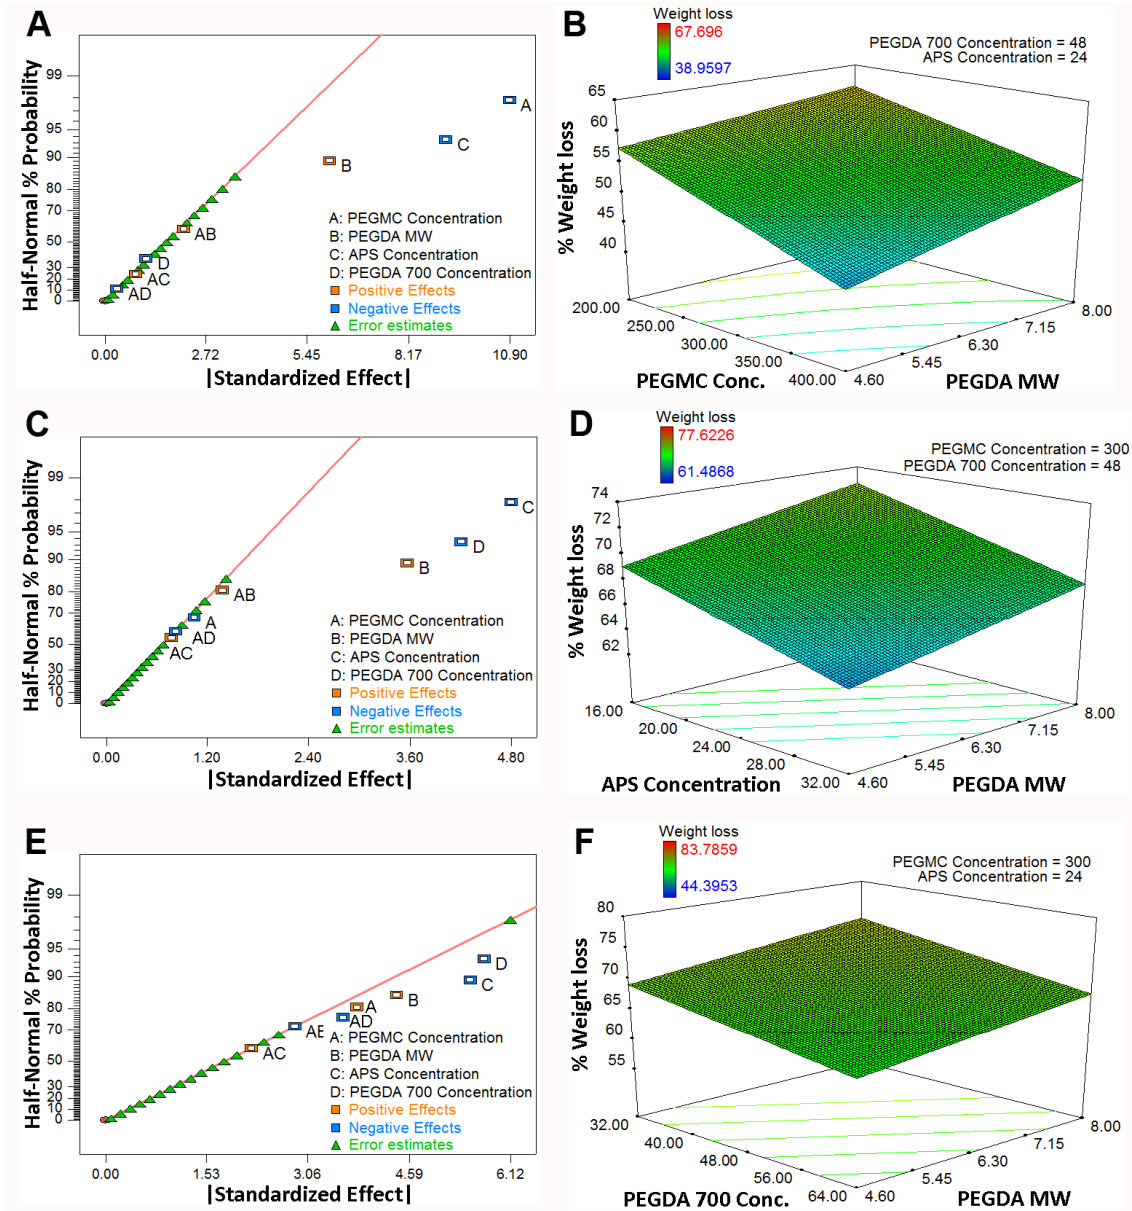 A
Half-Normal % Probability
99
95
90
80
70
50
30
20
10
0
A
C
B
AB
D
AC
AD
A: PEGMC Concentration
B: PEGDA MW
C: APS Concentration
D: PEGDA 700 Concentration
Positive Effects
Negative Effects
Error estimates
0.00 2.72 5.45 8.17 10.90
|Standardized Effect|
B
Weight loss
67.696
38.9597
PEGDA 700 Concentration = 48
APS Concentration = 24
% Weight loss
65
60
55
50
45
40
200.00
250.00
300.00
350.00
400.00
4.60
5.45
6.30
7.15
8.00
PEGMC Conc.
PEGDA MW
C
Half-Normal % Probability
99
95
90
80
70
50
30
20
10
0
C
D
B
AB
A
AD
AC
A: PEGMC Concentration
B: PEGDA MW
C: APS Concentration
D: PEGDA 700 Concentration
Positive Effects
Negative Effects
Error estimates
0.00 1.20 2.40 3.60 4.80
|Standardized Effect|
D
Weight loss
77.6226
61.4868
PEGMC Concentration = 300
PEGDA 700 Concentration = 48
% Weight loss
74
72
70
68
66
64
62
16.00
20.00
24.00
28.00
32.00
4.60
5.45
6.30
7.15
8.00
APS Concentration
PEGDA MW
E
Half-Normal % Probability
99
95
90
80
70
50
30
20
10
0
D
C
B
A
AD
AB
AC
A: PEGMC Concentration
B: PEGDA MW
C: APS Concentration
D: PEGDA 700 Concentration
Positive Effects
Negative Effects
Error estimates
0.00 1.53 3.06 4.59 6.12
|Standardized Effect|
F
Weight loss
83.7859
44.3953
PEGMC Concentration = 300
APS Concentration = 24
% Weight loss
80
75
70
65
60
55
32.00
40.00
48.00
56.00
64.00
4.60
5.45
6.30
7.15
8.00
PEGDA 700 Conc.
PEGDA MW